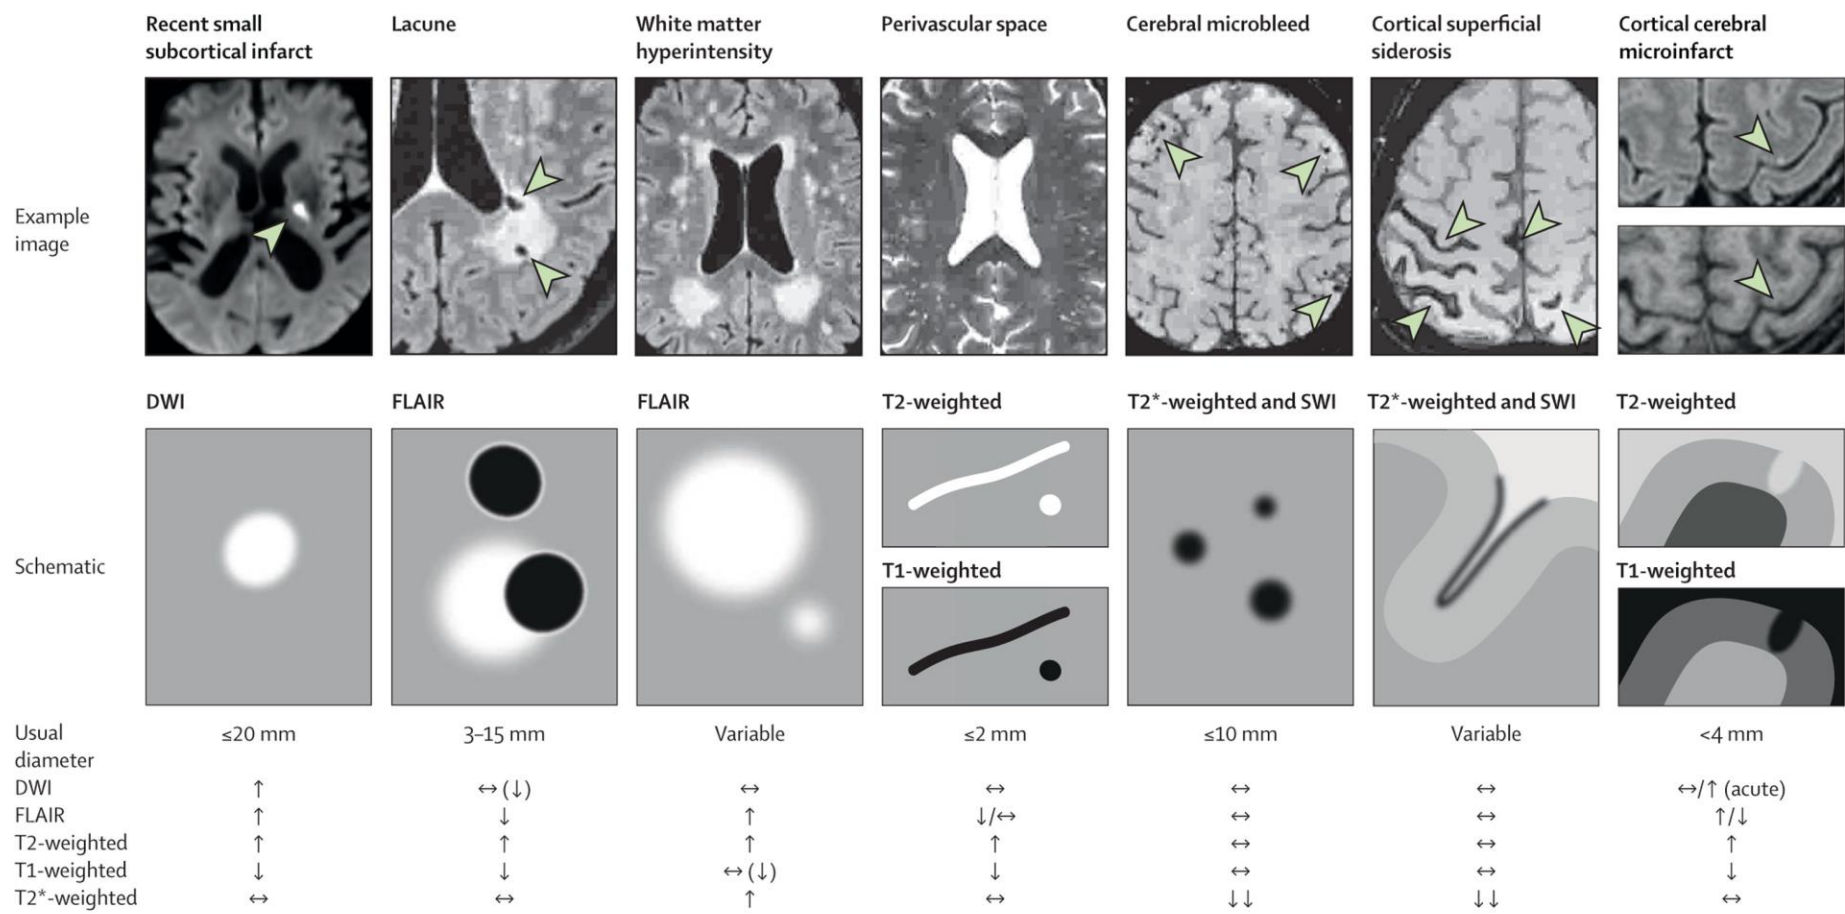 Recent small
subcortical infarct
Lacune
White matter
hyperintensity
Perivascular space
Cerebral microbleed
Cortical superficial
siderosis
Cortical cerebral
microinfarct
Example
image
DWI
FLAIR
FLAIR
T2-weighted
T2*-weighted and SWI
T2*-weighted and SWI
T2-weighted
T1-weighted
T1-weighted
Schematic
Usual
diameter
≤20 mm
3–15 mm
Variable
≤2 mm
≤10 mm
Variable
<4 mm
DWI ↑ ↔ (↓) ↔ ↔ ↔ ↔ ↔/↑ (acute)
FLAIR ↑ ↓ ↑ ↓/↔ ↔ ↔ ↑/↓
T2-weighted ↑ ↑ ↑ ↑ ↔ ↔ ↑
T1-weighted ↓ ↓ ↔ (↓) ↓ ↔ ↔ ↓
T2*-weighted ↔ ↔ ↑ ↔ ↓↓ ↓↓ ↔